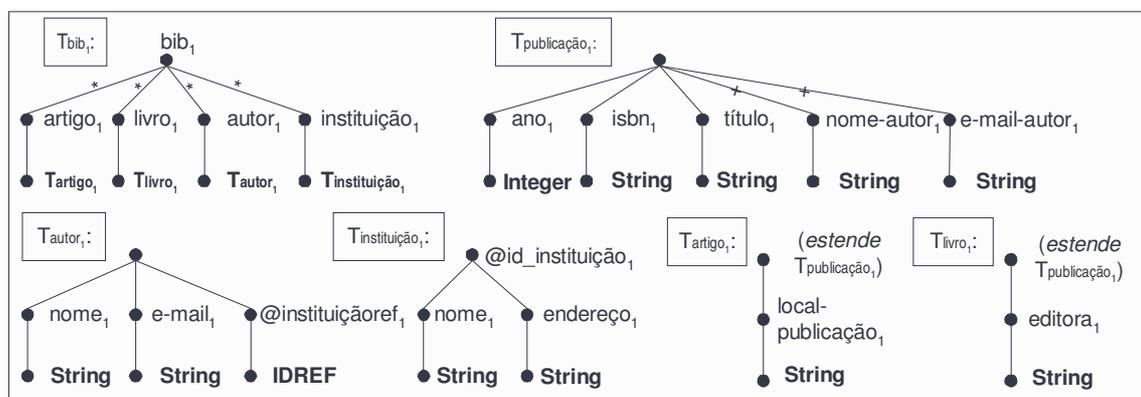 T bib₁: bib₁
* * * *
artigo₁ livro₁ autor₁ instituição₁
Tartigo₁ Tlivro₁ Tautor₁ Tinstituição₁
Tpublicação₁:
+ +
ano₁ isbn₁ título₁ nome-autor₁ e-mail-autor₁
Integer String String String String
Tautor₁:
nome₁ e-mail₁ @instituiçãoref₁
String String IDREF
Tinstituição₁: @id_instituição₁
nome₁ endereço₁
String String
Tartigo₁: (estende
Tpublicação₁)
local-
publicação₁
String
Tlivro₁: (estende
Tpublicação₁)
editora₁
String